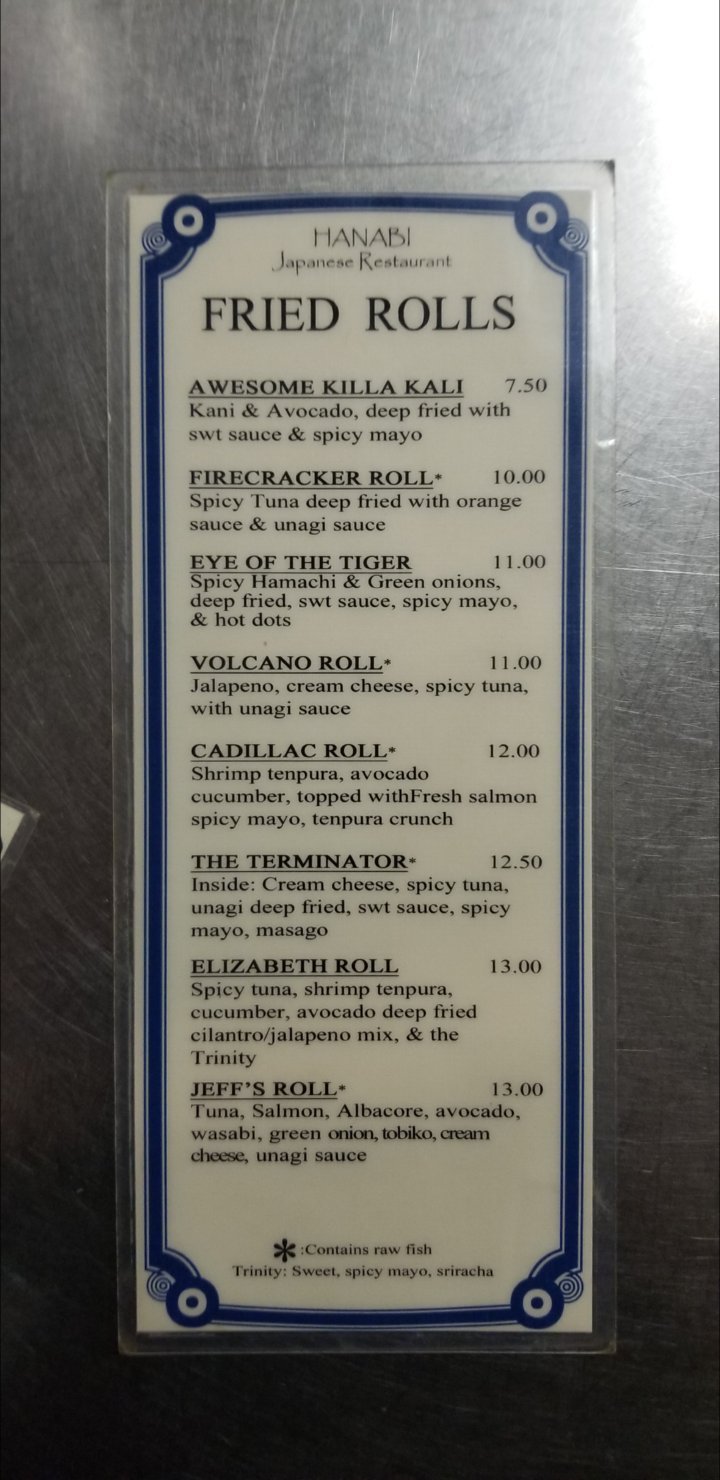 HANABI
Japanese Restaurant
FRIED ROLLS
AWESOME KILLA KALI 7.50
Kani & Avocado, deep fried with
swt sauce & spicy mayo
FIRECRACKER ROLL* 10.00
Spicy Tuna deep fried with orange
sauce & unagi sauce
EYE OF THE TIGER 11.00
Spicy Hamachi & Green onions,
deep fried, swt sauce, spicy mayo,
& hot dots
VOLCANO ROLL* 11.00
Jalapeno, cream cheese, spicy tuna,
with unagi sauce
CADILLAC ROLL* 12.00
Shrimp tenpura, avocado
cucumber, topped withFresh salmon
spicy mayo, tenpura crunch
THE TERMINATOR* 12.50
Inside: Cream cheese, spicy tuna,
unagi deep fried, swt sauce, spicy
mayo, masago
ELIZABETH ROLL 13.00
Spicy tuna, shrimp tenpura,
cucumber, avocado deep fried
cilantro/jalapeno mix, & the
Trinity
JEFF'S ROLL* 13.00
Tuna, Salmon, Albacore, avocado,
wasabi, green onion, tobiko, cream
cheese, unagi sauce
*:Contains raw fish
Trinity: Sweet, spicy mayo, sriracha